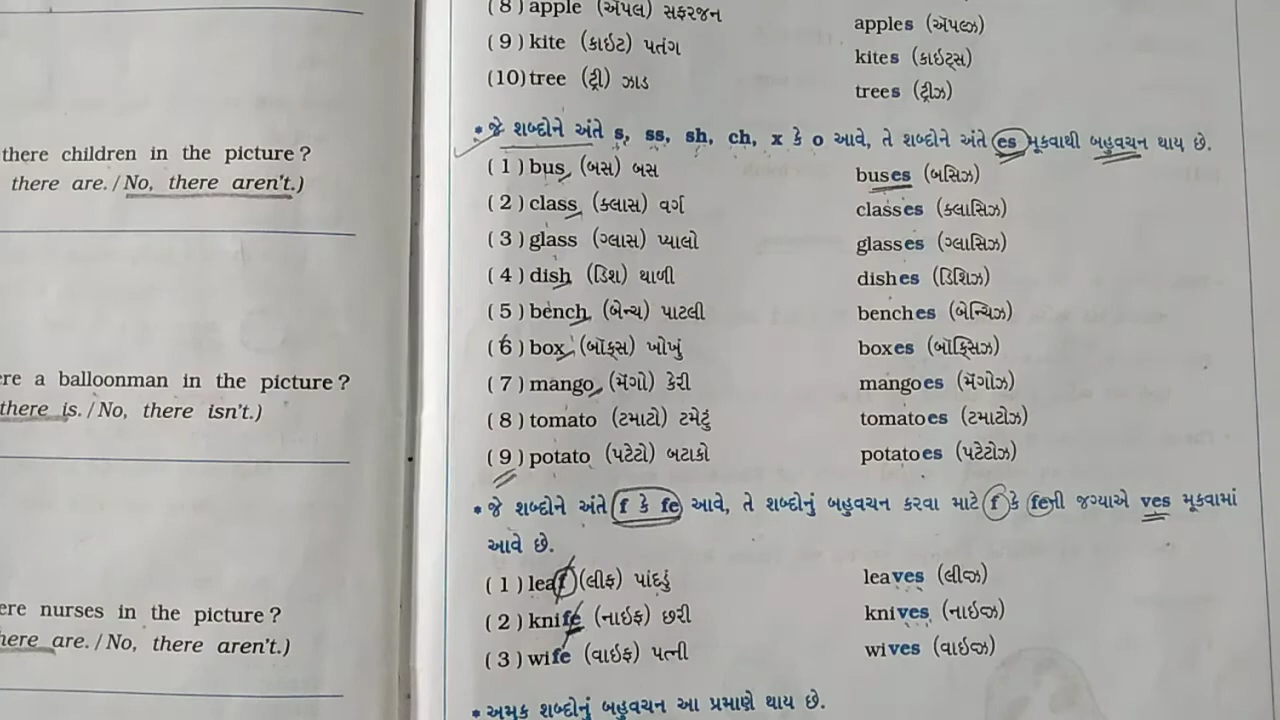 there children in the picture ?
there are. / No, there aren't.)
a balloonman in the picture ?
there is. / No, there isn't.)
nurses in the picture ?
are. / No, there aren't.)
( 8 ) apple (ઍપલ) સફરજન apples (ઍપલ્ઝ)
( 9 ) kite (કાઇટ) પતંગ kites (કાઇટ્સ)
(10) tree (ટ્રી) ઝાડ trees (ટ્રીઝ)
• જે શબ્દોને અંતે s, ss, sh, ch, x કે o આવે, તે શબ્દોને અંતે es મૂકવાથી બહુવચન થાય છે.
( 1 ) bus (બસ) બસ buses (બસિઝ)
( 2 ) class (ક્લાસ) વર્ગ classes (ક્લાસિઝ)
( 3 ) glass (ગ્લાસ) પ્યાલો glasses (ગ્લાસિઝ)
( 4 ) dish (ડિશ) થાળી dishes (ડિશિઝ)
( 5 ) bench (બેન્ચ) પાટલી benches (બેન્ચિઝ)
( 6 ) box (બૉક્સ) ખોખું boxes (બૉક્સિઝ)
( 7 ) mango (મૅંગો) કેરી mangoes (મૅંગોઝ)
( 8 ) tomato (ટમાટો) ટમેટું tomatoes (ટમાટોઝ)
( 9 ) potato (પટેટો) બટાકો potatoes (પટેટોઝ)
• જે શબ્દોને અંતે f કે fe આવે, તે શબ્દોનું બહુવચન કરવા માટે f કે feની જગ્યાએ ves મૂકવામાં
આવે છે.
( 1 ) leaf (લીફ) પાંદડું leaves (લીવ્ઝ)
( 2 ) knife (નાઇફ) છરી knives (નાઇવ્ઝ)
( 3 ) wife (વાઇફ) પત્ની wives (વાઇવ્ઝ)
• અમુક શબ્દોનું બહુવચન આ પ્રમાણે થાય છે.